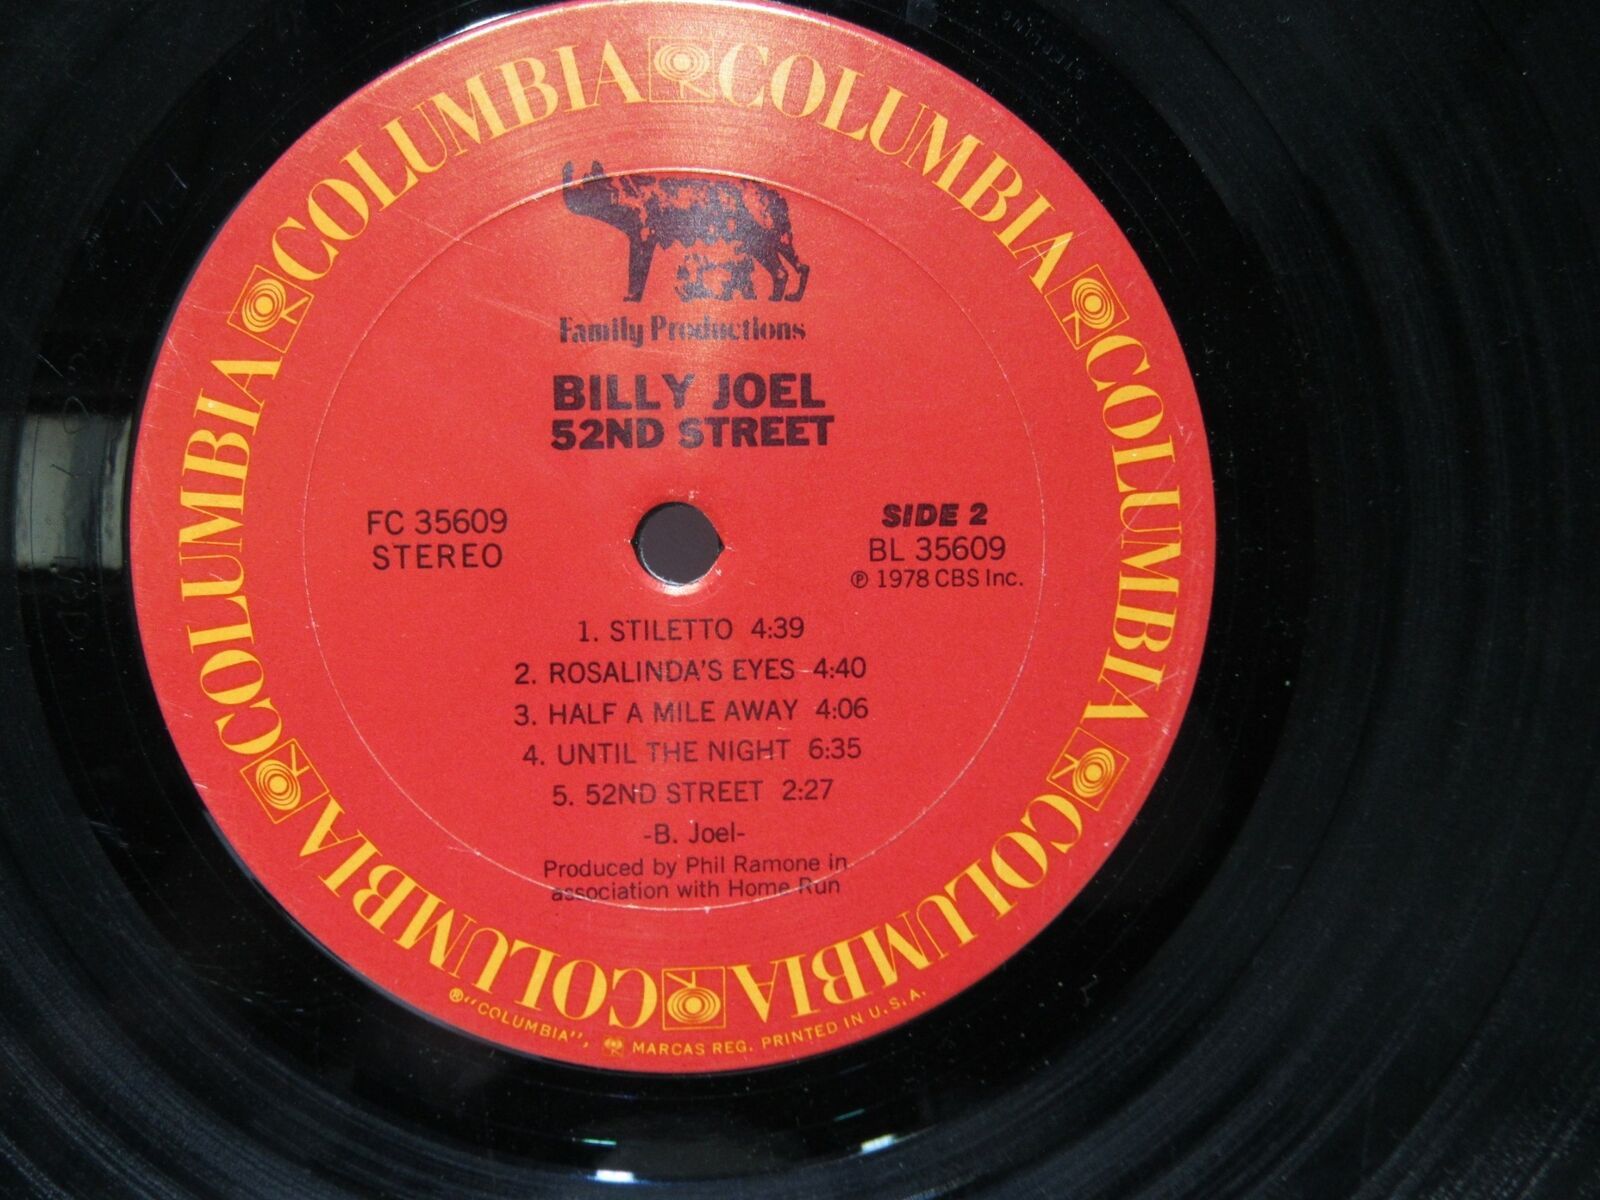 COLUMBIA COLUMBIA COLUMBIA COLUMBIA COLUMBIA COLUMBIA COLUMBIA COLUMBIA COLUMBIA COLUMBIA
Family Productions
BILLY JOEL
52ND STREET
FC 35609
STEREO
SIDE 2
BL 35609
℗ 1978 CBS Inc.
1. STILETTO 4:39
2. ROSALINDA'S EYES 4:40
3. HALF A MILE AWAY 4:06
4. UNTIL THE NIGHT 6:35
5. 52ND STREET 2:27
-B. Joel-
Produced by Phil Ramone in
association with Home Run
®"COLUMBIA", MARCAS REG. PRINTED IN U.S.A.
STERLING